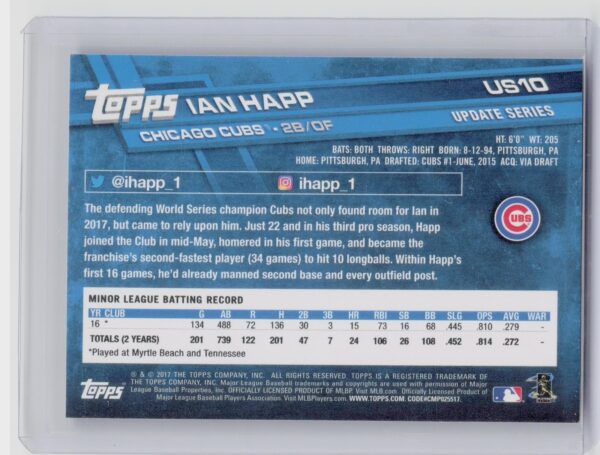 topps IAN HAPP US10
CHICAGO CUBS® • 2B/OF UPDATE SERIES
HT: 6'0" WT: 205
BATS: BOTH THROWS: RIGHT BORN: 8-12-94, PITTSBURGH, PA
HOME: PITTSBURGH, PA DRAFTED: CUBS #1-JUNE, 2015 ACQ: VIA DRAFT
@ihapp_1 ihapp_1
The defending World Series champion Cubs not only found room for Ian in
2017, but came to rely upon him. Just 22 and in his third pro season, Happ
joined the Club in mid-May, homered in his first game, and became the
franchise's second-fastest player (34 games) to hit 10 longballs. Within Happ's
first 16 games, he'd already manned second base and every outfield post.
CUBS
MINOR LEAGUE BATTING RECORD
YR CLUB G AB R H 2B 3B HR RBI SB BB SLG OPS AVG WAR
16 * 134 488 72 136 30 3 15 73 16 68 .445 .810 .279 -
TOTALS (2 YEARS) 201 739 122 201 47 7 24 106 26 108 .452 .814 .272 -
*Played at Myrtle Beach and Tennessee
topps
® & © 2017 THE TOPPS COMPANY, INC. ALL RIGHTS RESERVED. TOPPS IS A REGISTERED TRADEMARK OF
THE TOPPS COMPANY, INC. Major League Baseball trademarks and copyrights are used with permission of Major
League Baseball Properties, Inc. OFFICIALLY LICENSED PRODUCT OF MLB Visit MLB.com Officially Licensed Product of
Major League Baseball Players Association. Visit MLBPlayers.com. WWW.TOPPS.COM. CODE#CMP025517.